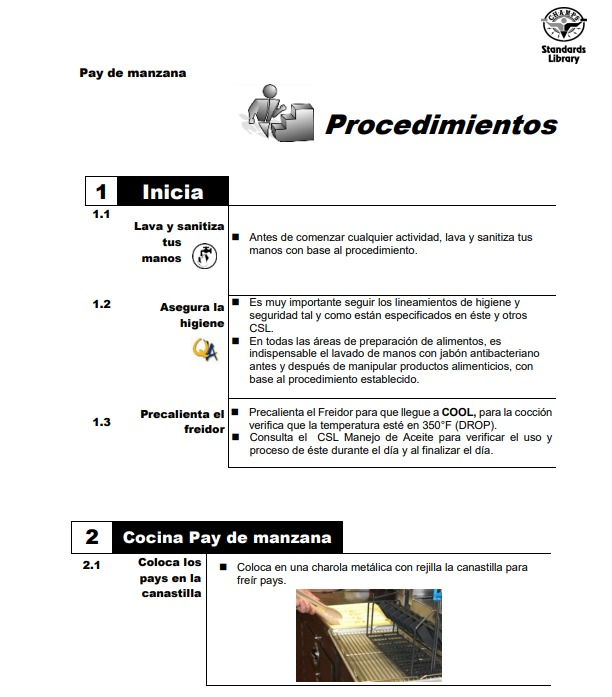 CHAMPS
Standards
Library
Pay de manzana
Procedimientos
1 Inicia
1.1
Lava y sanitiza
tus
manos
■ Antes de comenzar cualquier actividad, lava y sanitiza tus
manos con base al procedimiento.
1.2
Asegura la
higiene
QA
■ Es muy importante seguir los lineamientos de higiene y
seguridad tal y como están especificados en éste y otros
CSL.
■ En todas las áreas de preparación de alimentos, es
indispensable el lavado de manos con jabón antibacteriano
antes y después de manipular productos alimenticios, con
base al procedimiento establecido.
1.3
Precalienta el
freidor
■ Precalienta el Freidor para que llegue a COOL, para la cocción
verifica que la temperatura esté en 350°F (DROP).
■ Consulta el CSL Manejo de Aceite para verificar el uso y
proceso de éste durante el día y al finalizar el día.
2 Cocina Pay de manzana
2.1
Coloca los
pays en la
canastilla
■ Coloca en una charola metálica con rejilla la canastilla para
freír pays.